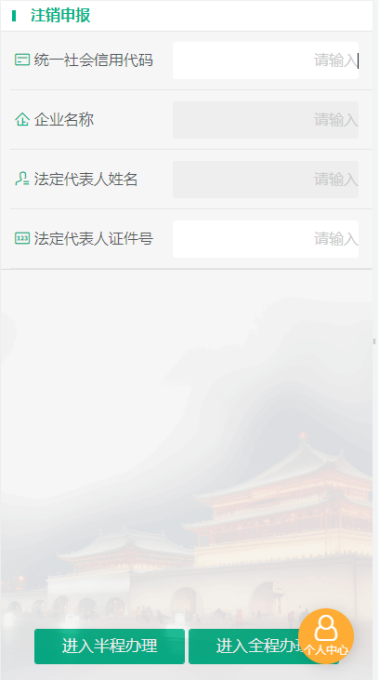 注销申报
统一社会信用代码 请输入
企业名称 请输入
法定代表人姓名 请输入
123 法定代表人证件号 请输入
进入半程办理 进入全程办
个人中心